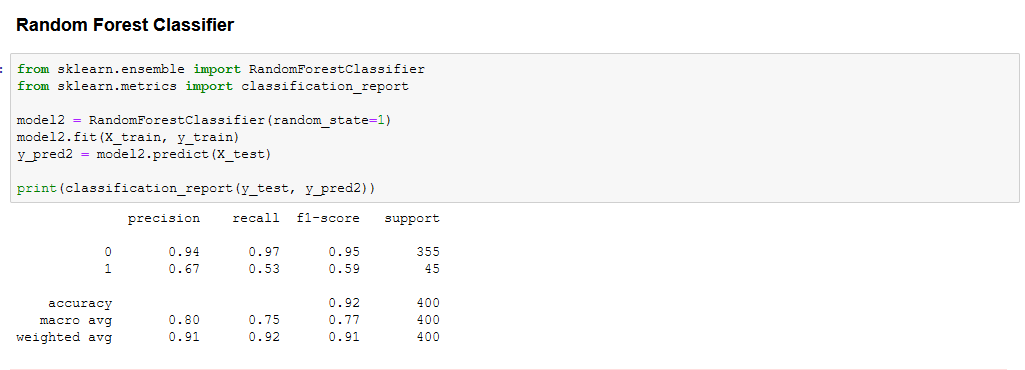 Random Forest Classifier
from sklearn.ensemble import RandomForestClassifier
from sklearn.metrics import classification_report
model2 = RandomForestClassifier(random_state=1)
model2.fit(X_train, y_train)
y_pred2 = model2.predict(X_test)
print(classification_report(y_test, y_pred2))
precision recall f1-score support
0 0.94 0.97 0.95 355
1 0.67 0.53 0.59 45
accuracy 0.92 400
macro avg 0.80 0.75 0.77 400
weighted avg 0.91 0.92 0.91 400